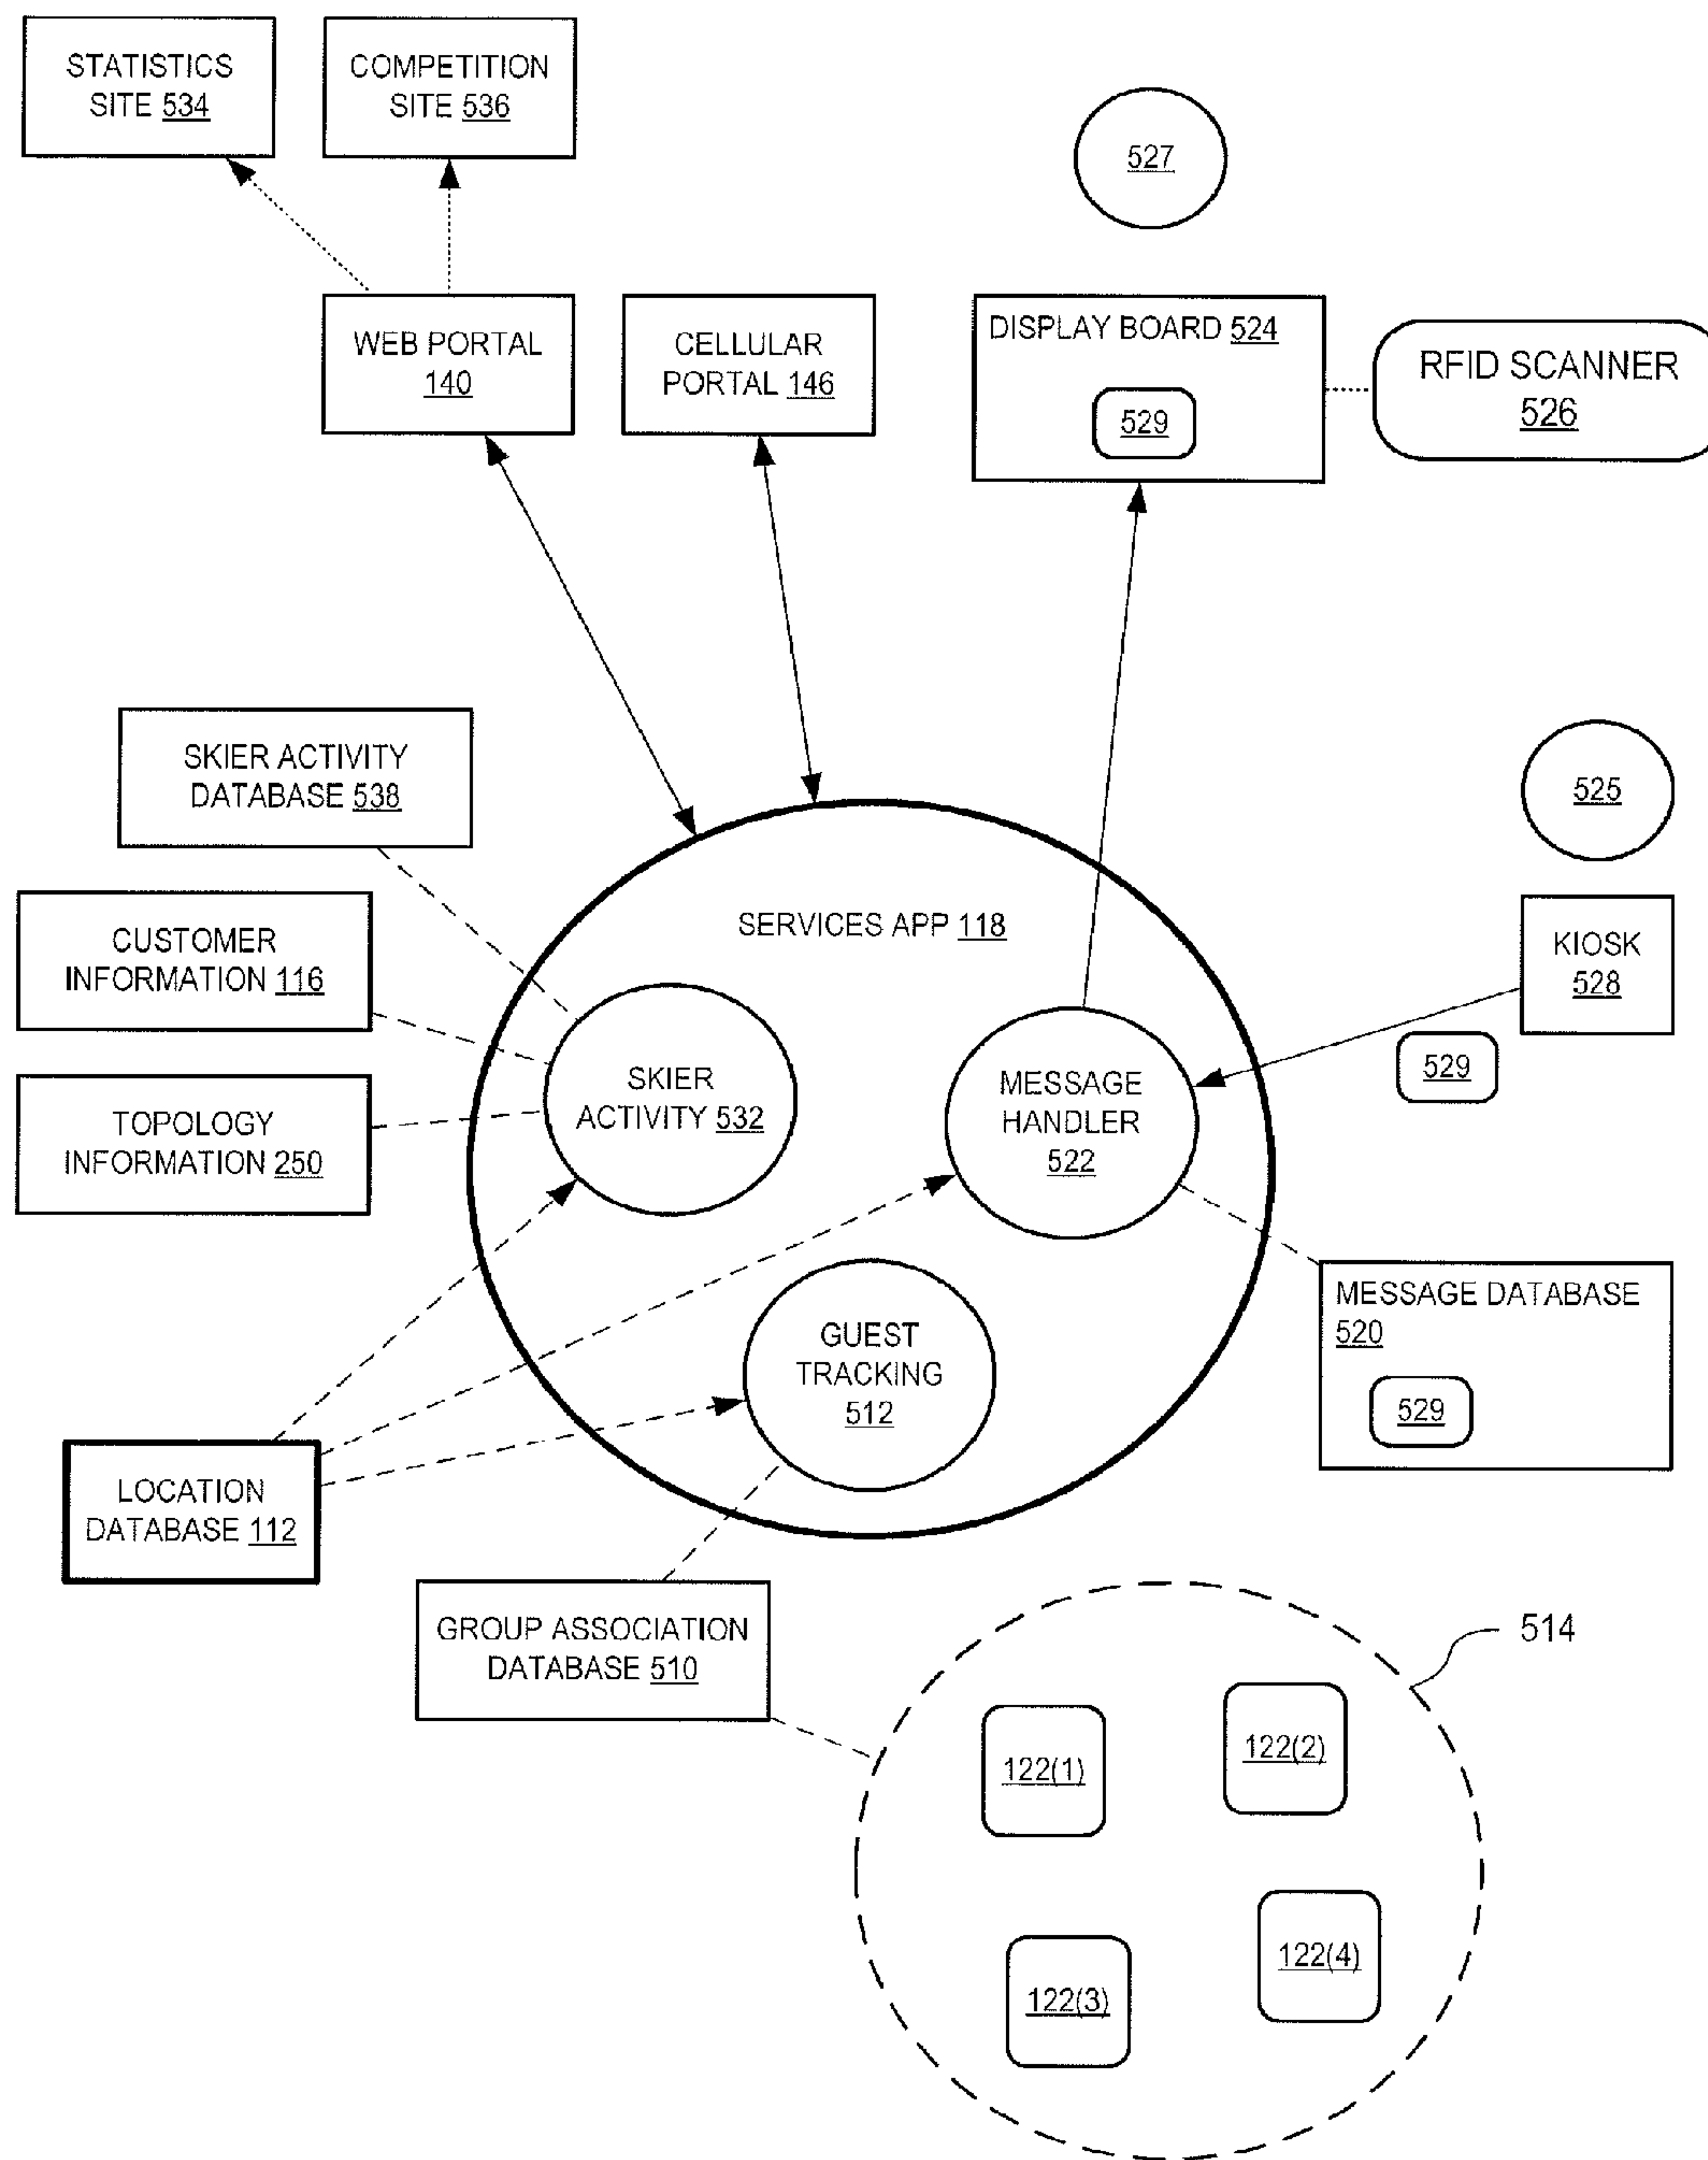 STATISTICS
SITE 534
COMPETITION
SITE 536
527
WEB PORTAL
140
CELLULAR
PORTAL 146
DISPLAY BOARD 524
529
RFID SCANNER
526
SKIER ACTIVITY
DATABASE 538
525
CUSTOMER
INFORMATION 116
SERVICES APP 118
KIOSK
528
529
TOPOLOGY
INFORMATION 250
SKIER
ACTIVITY 532
MESSAGE
HANDLER
522
MESSAGE DATABASE
520
529
GUEST
TRACKING
512
LOCATION
DATABASE 112
GROUP ASSOCIATION
DATABASE 510
514
122(1)
122(2)
122(3)
122(4)